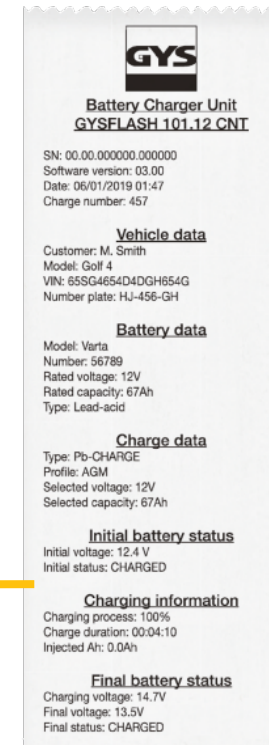 GYS
Battery Charger Unit
GYSFLASH 101.12 CNT
SN: 00.00.000000.000000
Software version: 03.00
Date: 06/01/2019 01:47
Charge number: 457
Vehicle data
Customer: M. Smith
Model: Golf 4
VIN: 65SG4654D4DGH654G
Number plate: HJ-456-GH
Battery data
Model: Varta
Number: 56789
Rated voltage: 12V
Rated capacity: 67Ah
Type: Lead-acid
Charge data
Type: Pb-CHARGE
Profile: AGM
Selected voltage: 12V
Selected capacity: 67Ah
Initial battery status
Initial voltage: 12.4 V
Initial status: CHARGED
Charging information
Charging process: 100%
Charge duration: 00:04:10
Injected Ah: 0.0Ah
Final battery status
Charging voltage: 14.7V
Final voltage: 13.5V
Final status: CHARGED